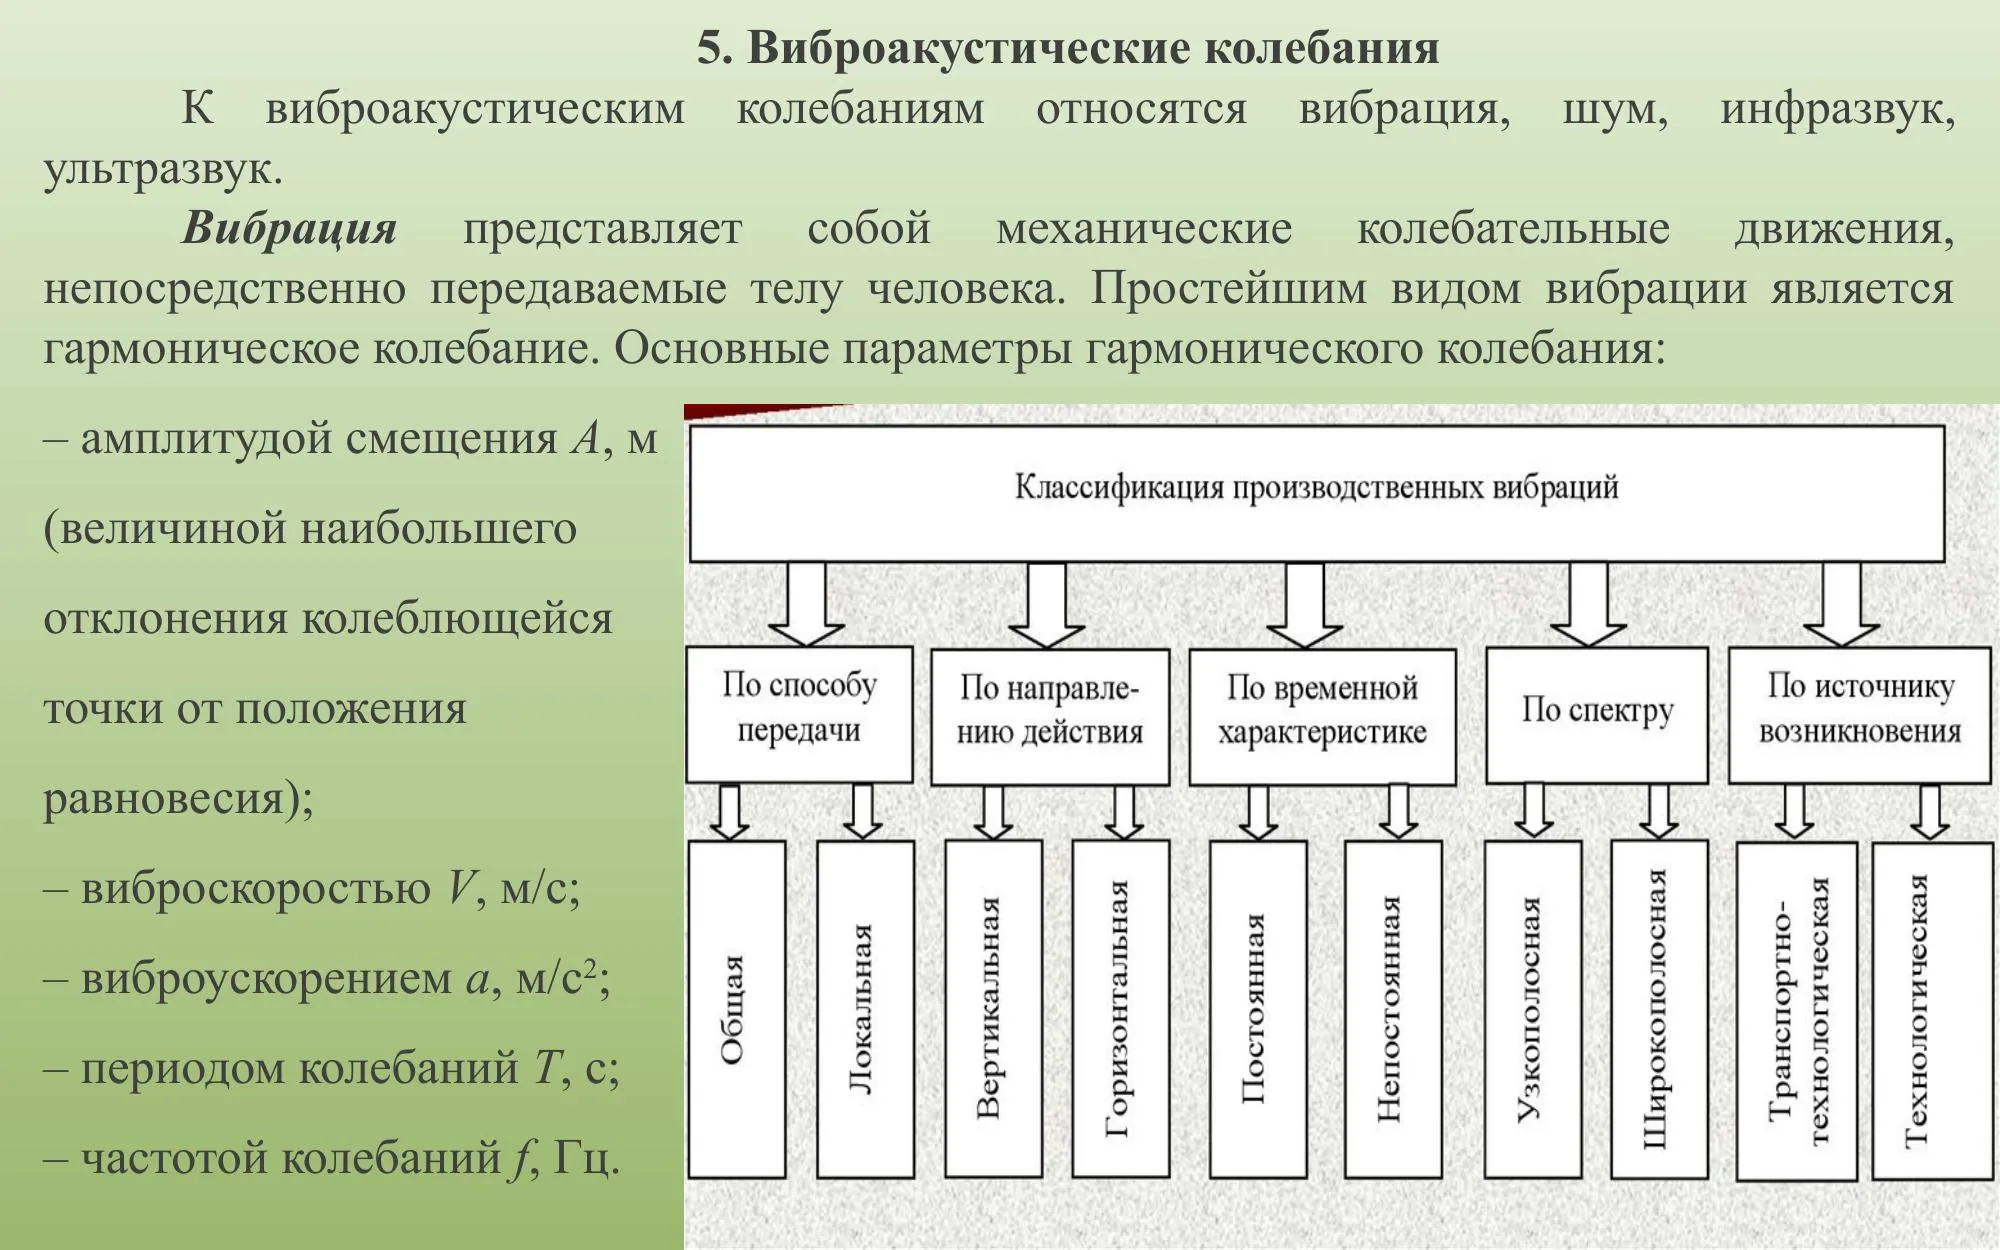 5. Виброакустические колебания
К виброакустическим колебаниям относятся вибрация, шум, инфразвук,
ультразвук.
Вибрация представляет собой механические колебательные движения,
непосредственно передаваемые телу человека. Простейшим видом вибрации является
гармоническое колебание. Основные параметры гармонического колебания:
– амплитудой смещения А, м
(величиной наибольшего
отклонения колеблющейся
точки от положения
равновесия);
– виброскоростью V, м/с;
– виброускорением a, м/с²;
– периодом колебаний T, с;
– частотой колебаний f, Гц.
Классификация производственных вибраций
По способу
передачи
По направле-
нию действия
По временной
характеристике
По спектру
По источнику
возникновения
Общая
Локальная
Вертикальная
Горизонтальная
Постоянная
Непостоянная
Узкополосная
Широкополосная
Транспортно-
технологическая
Технологическая